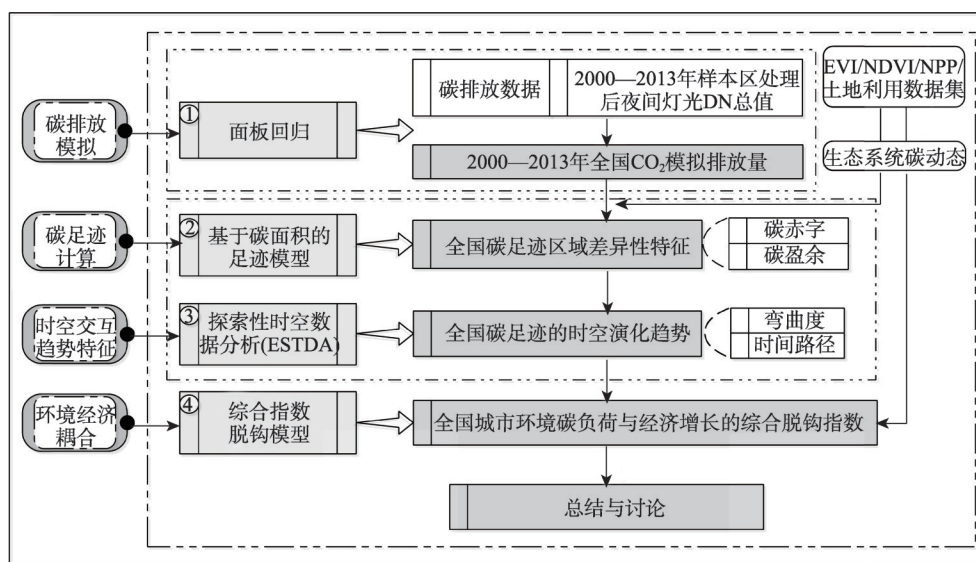 碳排放
模拟
①
面板回归
碳排放数据
2000—2013年样本区处理
后夜间灯光DN总值
2000—2013年全国CO₂模拟排放量
EVI/NDVI/NPP/
土地利用数据集
生态系统碳动态
碳足迹
计算
②
基于碳面积的
足迹模型
全国碳足迹区域差异性特征
碳赤字
碳盈余
时空交互
趋势特征
③
探索性时空数
据分析(ESTDA)
全国碳足迹的时空演化趋势
弯曲度
时间路径
环境经济
耦合
④
综合指数
脱钩模型
全国城市环境碳负荷与经济增长的综合脱钩指数
总结与讨论